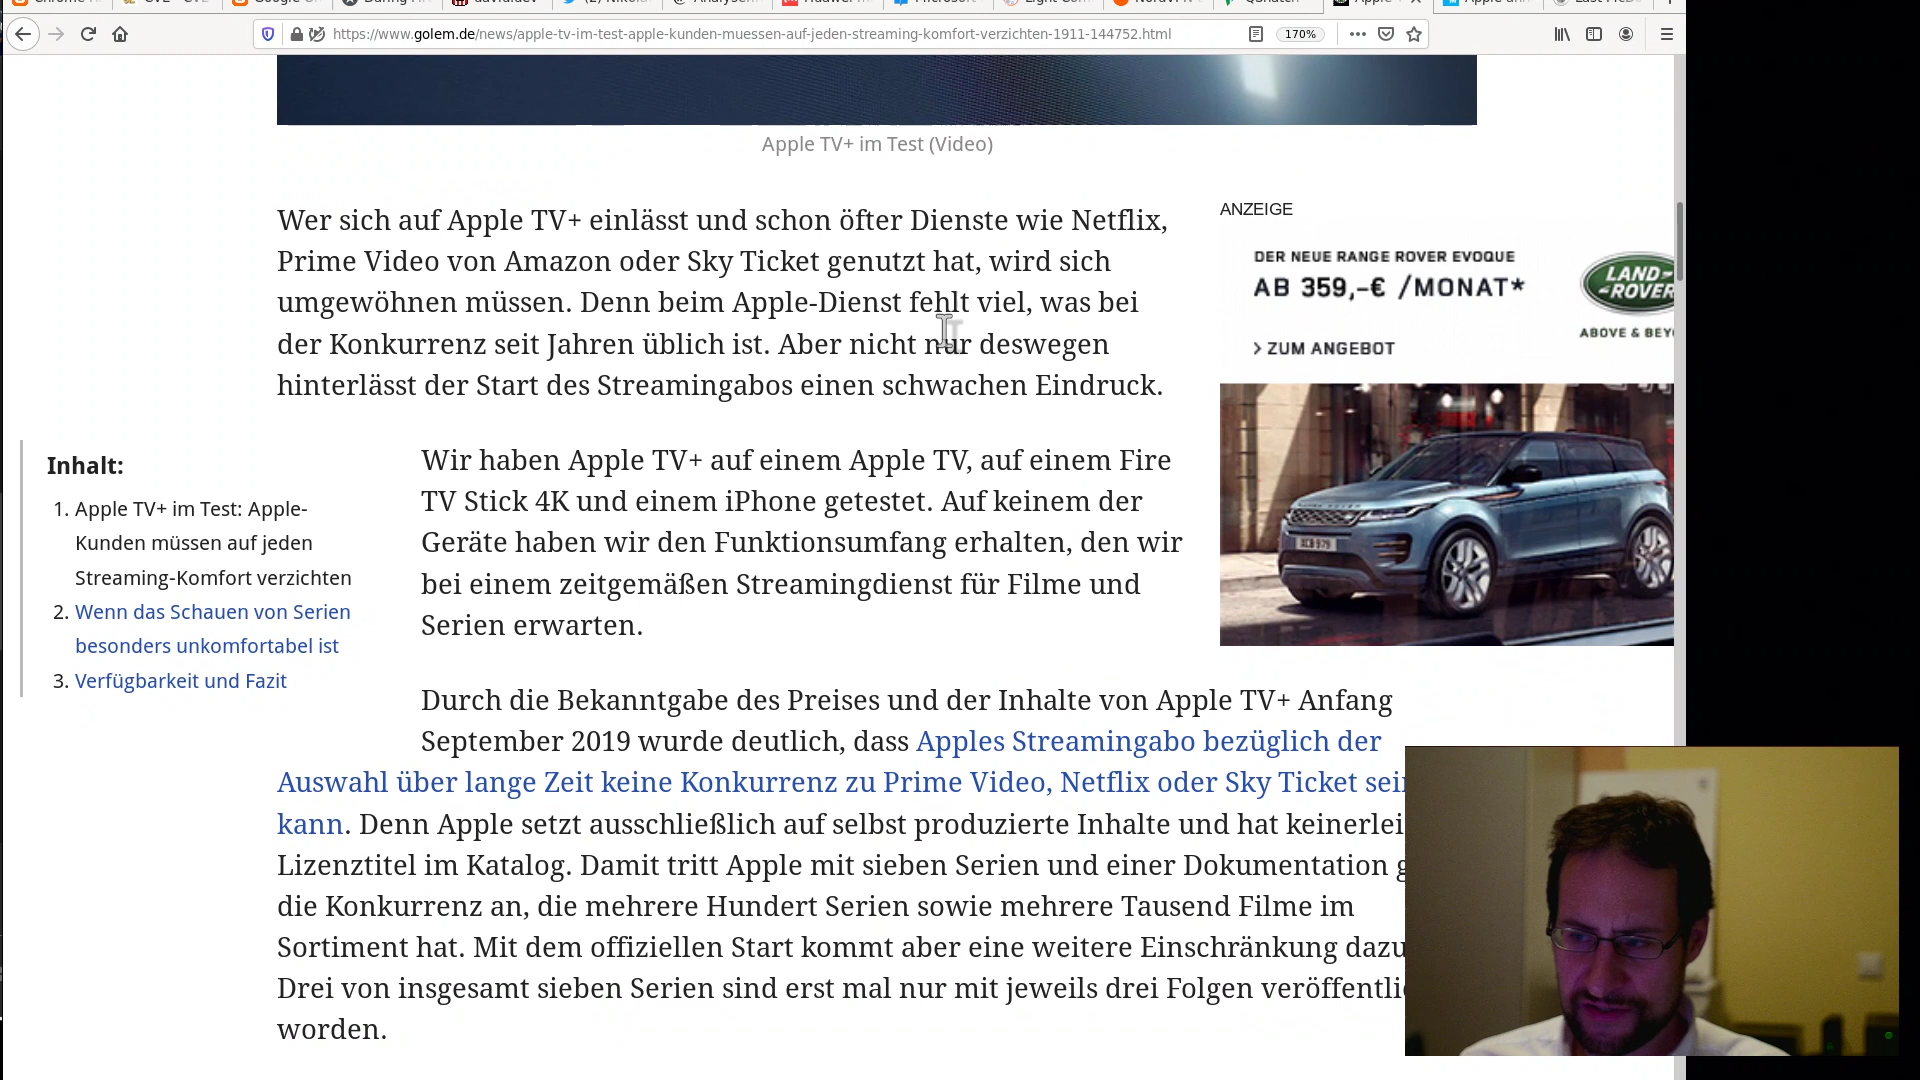 https://www.golem.de/news/apple-tv-im-test-apple-kunden-muessen-auf-jeden-streaming-komfort-verzichten-1911-144752.html
170%
Apple TV+ im Test (Video)
Wer sich auf Apple TV+ einlässt und schon öfter Dienste wie Netflix,
Prime Video von Amazon oder Sky Ticket genutzt hat, wird sich
umgewöhnen müssen. Denn beim Apple-Dienst fehlt viel, was bei
der Konkurrenz seit Jahren üblich ist. Aber nicht nur deswegen
hinterlässt der Start des Streamingabos einen schwachen Eindruck.
ANZEIGE
DER NEUE RANGE ROVER EVOQUE
AB 359,-€ /MONAT*
> ZUM ANGEBOT
LAND-
ROVER
ABOVE & BEY
Inhalt:
1. Apple TV+ im Test: Apple-
Kunden müssen auf jeden
Streaming-Komfort verzichten
2. Wenn das Schauen von Serien
besonders unkomfortabel ist
3. Verfügbarkeit und Fazit
Wir haben Apple TV+ auf einem Apple TV, auf einem Fire
TV Stick 4K und einem iPhone getestet. Auf keinem der
Geräte haben wir den Funktionsumfang erhalten, den wir
bei einem zeitgemäßen Streamingdienst für Filme und
Serien erwarten.
Durch die Bekanntgabe des Preises und der Inhalte von Apple TV+ Anfang
September 2019 wurde deutlich, dass Apples Streamingabo bezüglich der
Auswahl über lange Zeit keine Konkurrenz zu Prime Video, Netflix oder Sky Ticket sein
kann. Denn Apple setzt ausschließlich auf selbst produzierte Inhalte und hat keinerlei
Lizenztitel im Katalog. Damit tritt Apple mit sieben Serien und einer Dokumentation g
die Konkurrenz an, die mehrere Hundert Serien sowie mehrere Tausend Filme im
Sortiment hat. Mit dem offiziellen Start kommt aber eine weitere Einschränkung dazu
Drei von insgesamt sieben Serien sind erst mal nur mit jeweils drei Folgen veröffentli
worden.